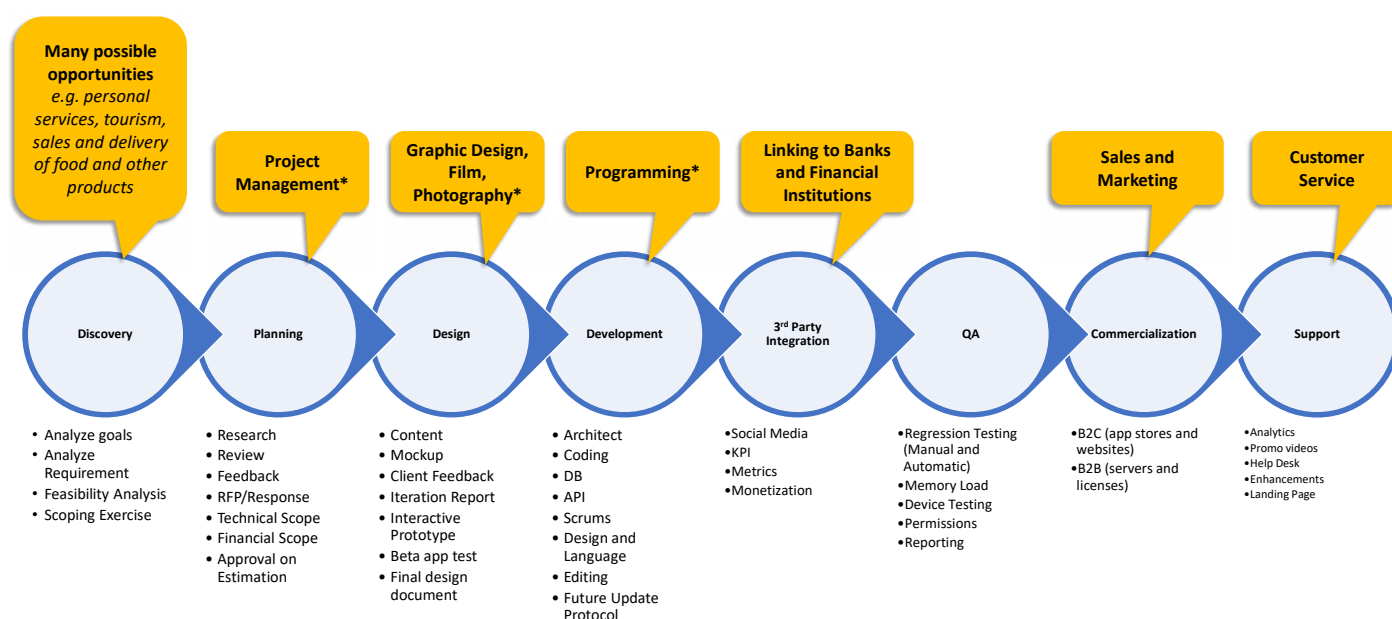 Many possible
opportunities
e.g. personal
services, tourism,
sales and delivery
of food and other
products
Project
Management*
Graphic Design,
Film,
Photography*
Programming*
Linking to Banks
and Financial
Institutions
Sales and
Marketing
Customer
Service
Discovery
Planning
Design
Development
3rd Party
Integration
QA
Commercialization
Support
• Analyze goals
• Analyze
Requirement
• Feasibility Analysis
• Scoping Exercise
• Research
• Review
• Feedback
• RFP/Response
• Technical Scope
• Financial Scope
• Approval on
Estimation
• Content
• Mockup
• Client Feedback
• Iteration Report
• Interactive
Prototype
• Beta app test
• Final design
document
• Architect
• Coding
• DB
• API
• Scrums
• Design and
Language
• Editing
• Future Update
Protocol
•Social Media
•KPI
•Metrics
•Monetization
•Regression Testing
(Manual and
Automatic)
•Memory Load
•Device Testing
•Permissions
•Reporting
•B2C (app stores and
websites)
•B2B (servers and
licenses)
•Analytics
•Promo videos
•Help Desk
•Enhancements
•Landing Page